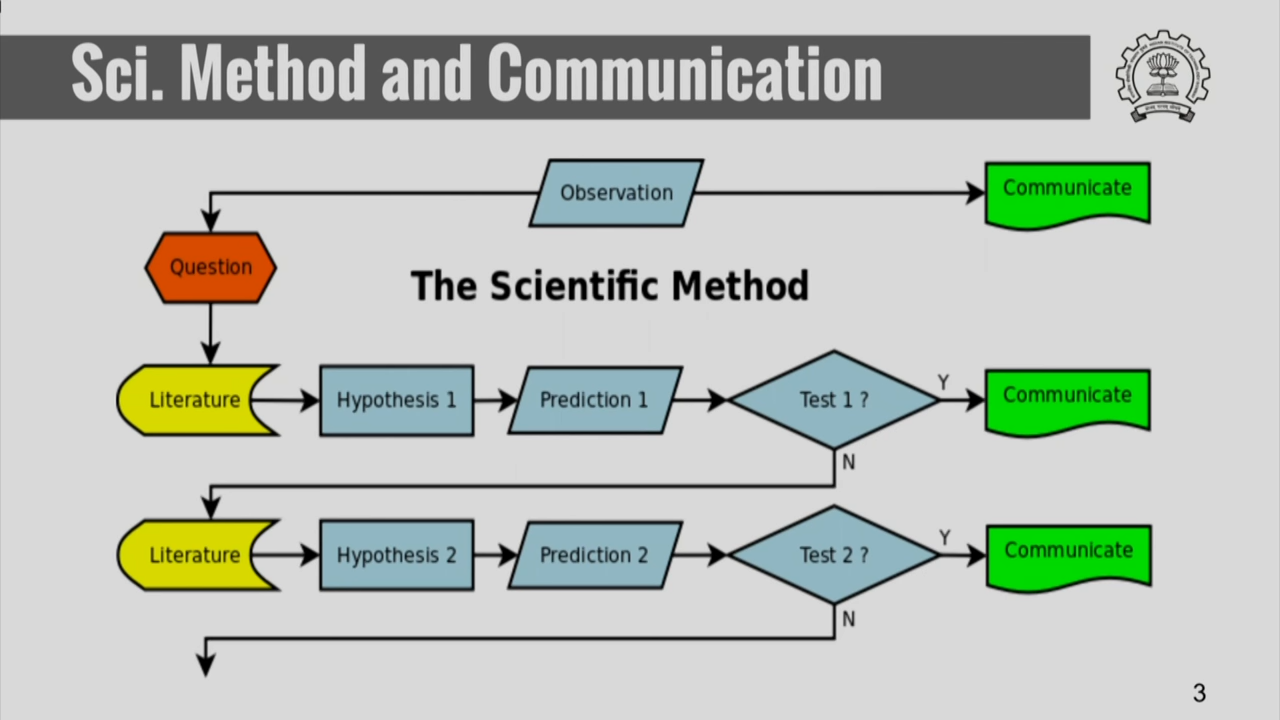 Sci. Method and Communication
Observation
Communicate
Question
The Scientific Method
Literature
Hypothesis 1
Prediction 1
Test 1 ?
Y
Communicate
N
Literature
Hypothesis 2
Prediction 2
Test 2 ?
Y
Communicate
N
3